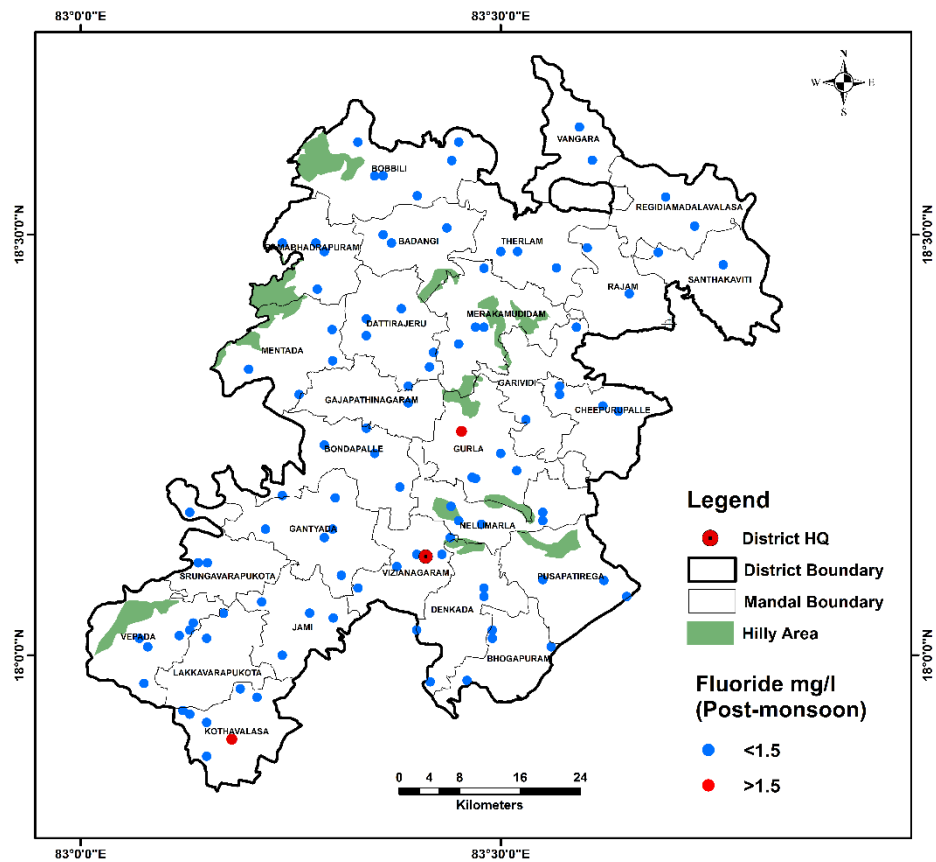 83°0'0"E
83°30'0"E
N
W
E
S
VANGARA
BOBBILI
REGIDIAMADALAVALASA
18°30'0"N
18°30'0"N
BADANGI
THERLAM
RAMABHADRAPURAM
SANTHAKAVITI
RAJAM
MERAKAMUDIDAM
DATTIRAJERU
MENTADA
GARIVIDI
GAJAPATHINAGARAM
CHEEPURUPALLE
BONDAPALLE
GURLA
Legend
District HQ
District Boundary
Mandal Boundary
Hilly Area
Fluoride mg/l
(Post-monsoon)
<1.5
>1.5
NELLIMARLA
GANTYADA
VIZIANAGARAM
SRUNGAVARAPUKOTA
PUSAPATIREGA
DENKADA
JAMI
VEPADA
BHOGAPURAM
LAKKAVARAPUKOTA
KOTHAVALASA
18°0'0"N
18°0'0"N
0 4 8 16 24
Kilometers
83°0'0"E
83°30'0"E